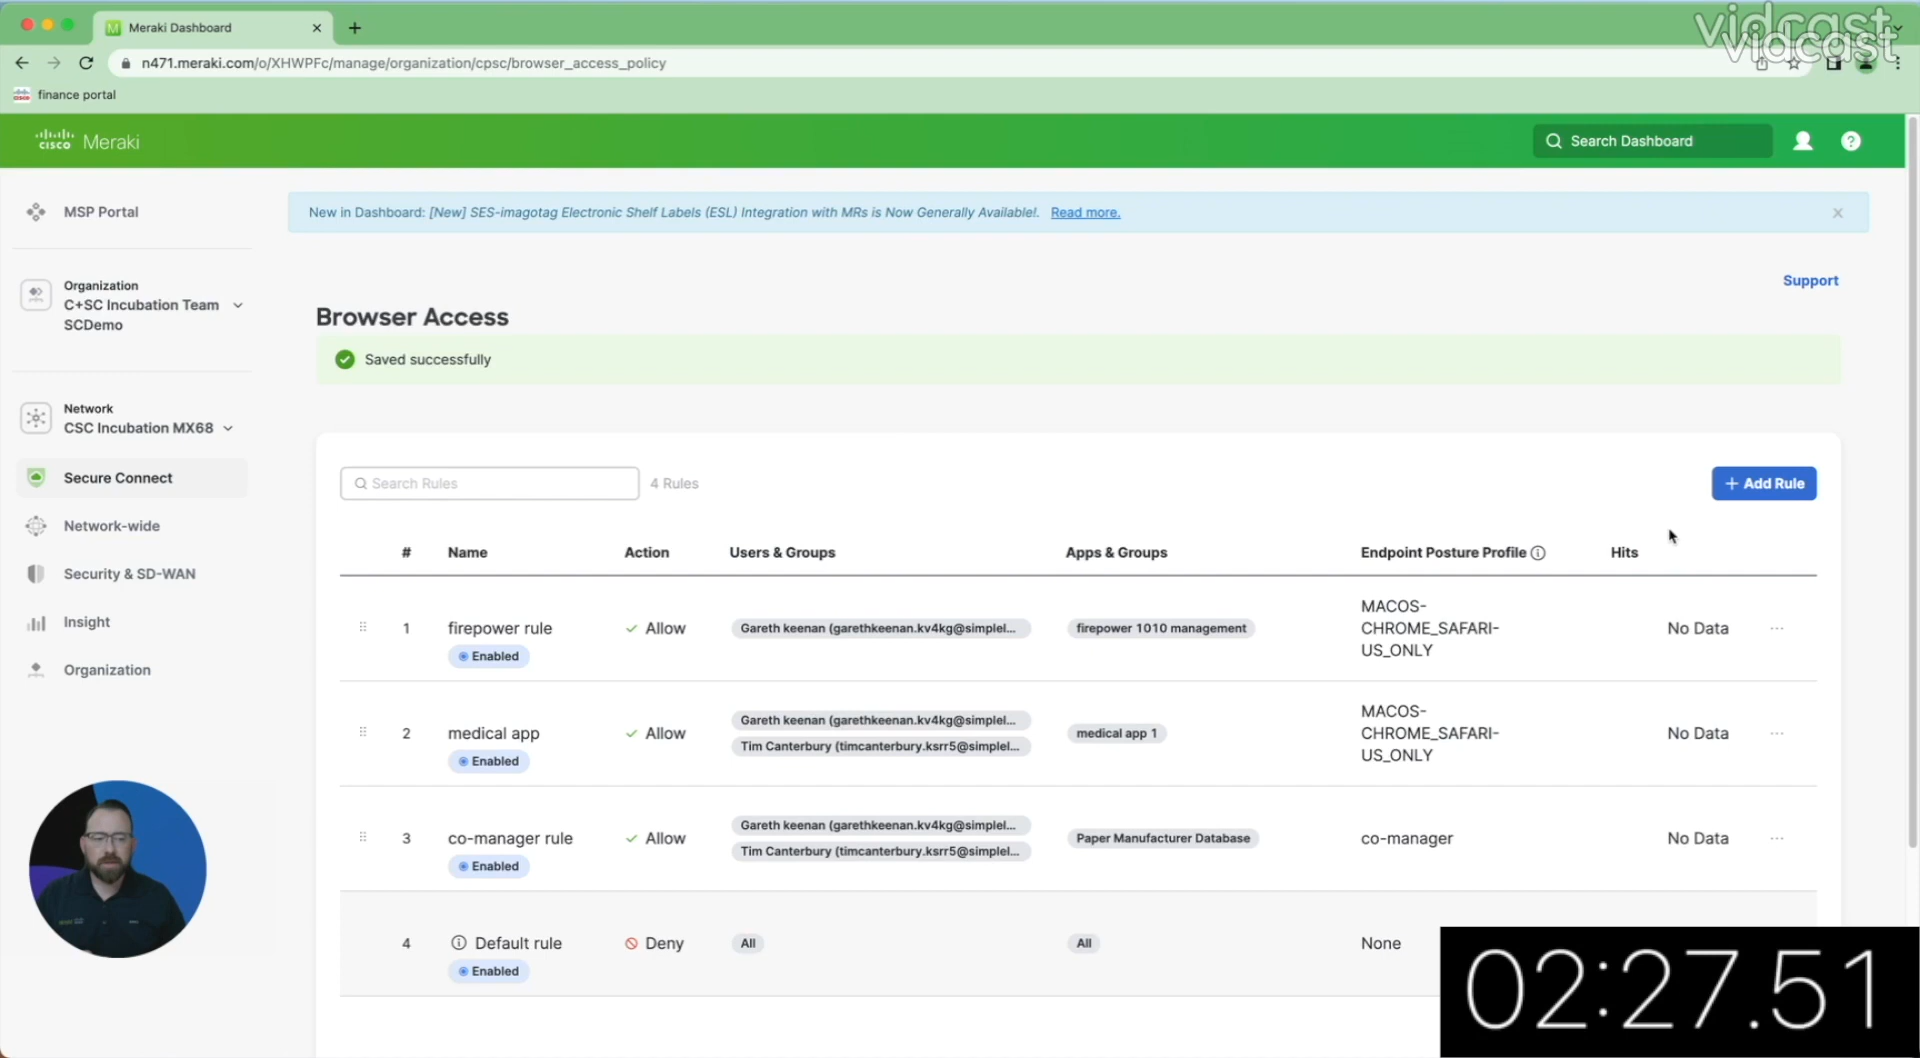 Meraki Dashboard
vidcast
vidcast
n471.meraki.com/o/XHWPFc/manage/organization/cpsc/browser_access_policy
cisco finance portal
cisco Meraki
Search Dashboard
?
MSP Portal
New in Dashboard: [New] SES-imagotag Electronic Shelf Labels (ESL) Integration with MRs is Now Generally Available!. Read more.
Organization
C+SC Incubation Team
SCDemo
Support
Browser Access
Saved successfully
Network
CSC Incubation MX68
Secure Connect
Network-wide
Security & SD-WAN
Insight
Organization
Search Rules
4 Rules
+ Add Rule
# Name Action Users & Groups Apps & Groups Endpoint Posture Profile Hits
1 firepower rule Allow Gareth keenan (garethkeenan.kv4kg@simplel... firepower 1010 management MACOS-
CHROME_SAFARI-
US_ONLY No Data ...
Enabled
2 medical app Allow Gareth keenan (garethkeenan.kv4kg@simplel...
Tim Canterbury (timcanterbury.ksrr5@simplel... medical app 1 MACOS-
CHROME_SAFARI-
US_ONLY No Data ...
Enabled
3 co-manager rule Allow Gareth keenan (garethkeenan.kv4kg@simplel...
Tim Canterbury (timcanterbury.ksrr5@simplel... Paper Manufacturer Database co-manager No Data ...
Enabled
4 Default rule Deny All All None
Enabled
02:27.51